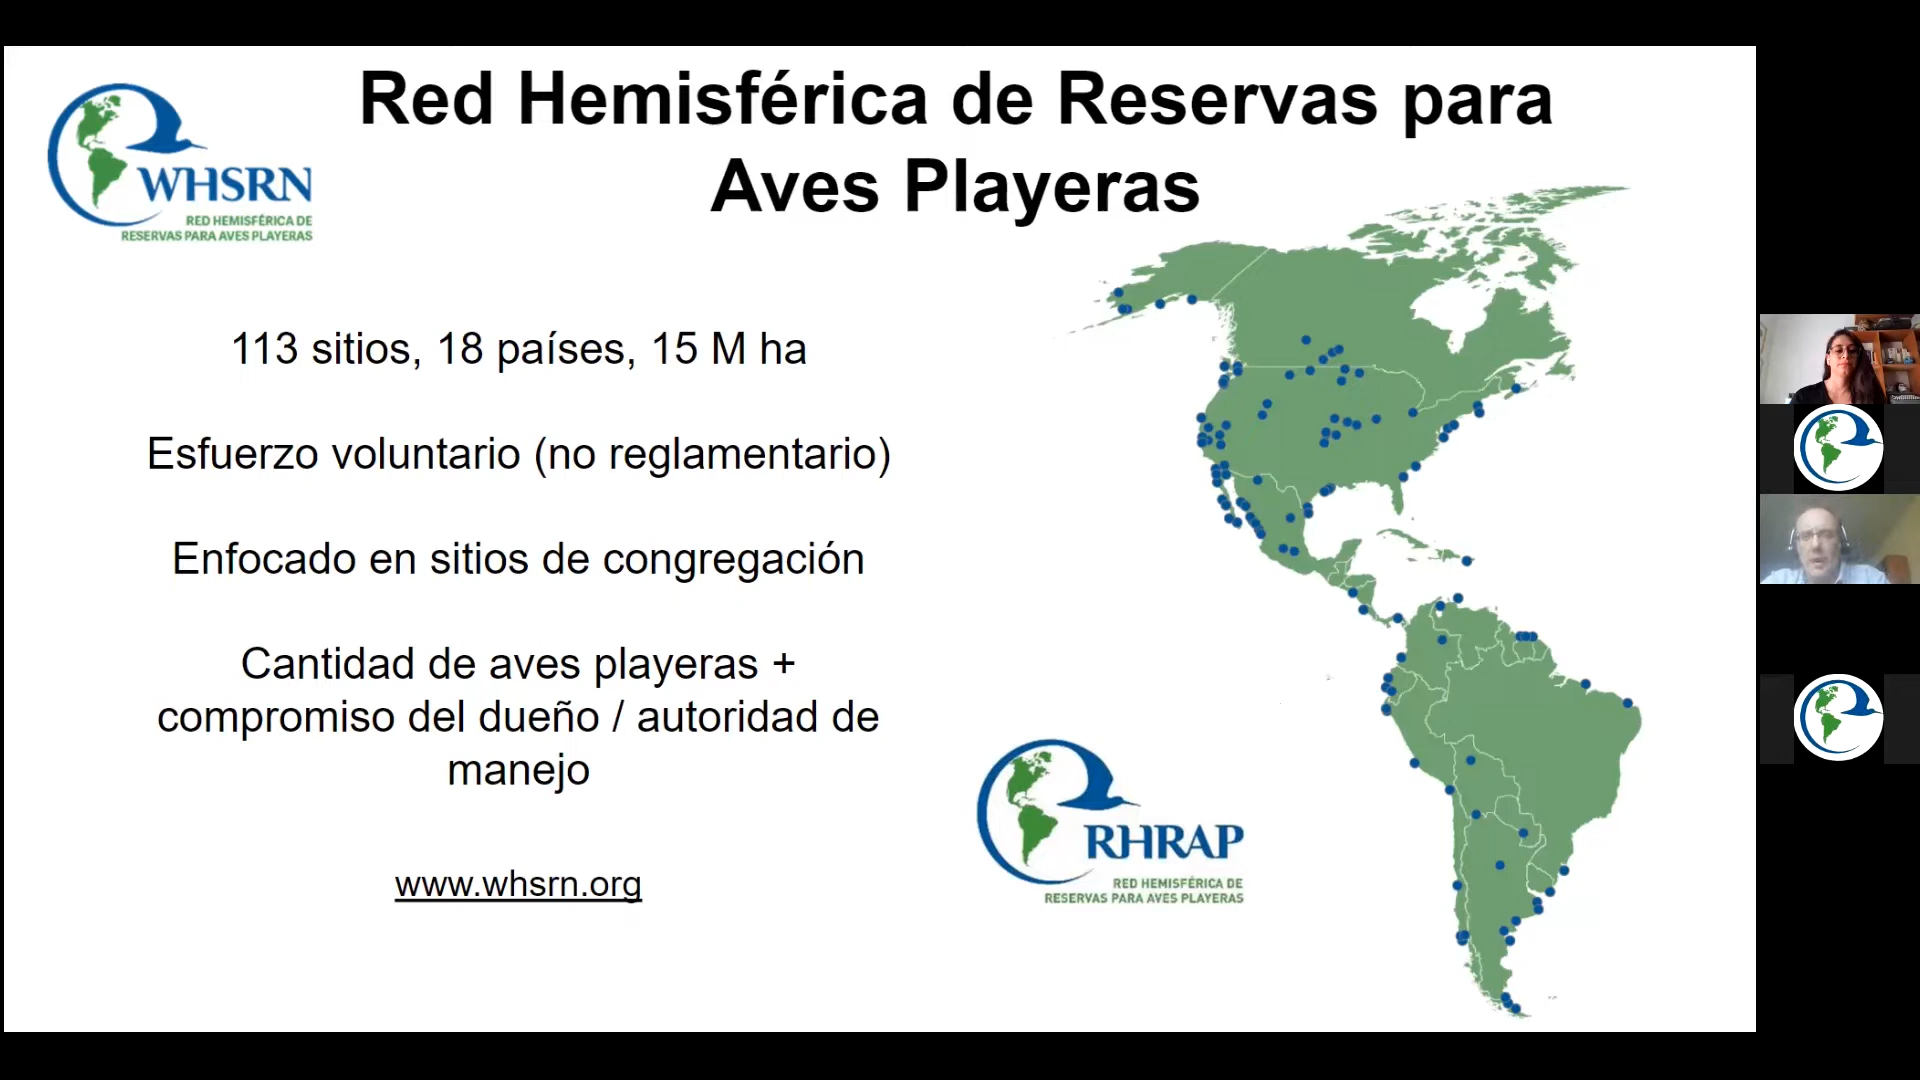 Red Hemisférica de Reservas para
Aves Playeras
WHSRN
RED HEMISFÉRICA DE
RESERVAS PARA AVES PLAYERAS
113 sitios, 18 países, 15 M ha
Esfuerzo voluntario (no reglamentario)
Enfocado en sitios de congregación
Cantidad de aves playeras +
compromiso del dueño / autoridad de
manejo
www.whsrn.org
RHRAP
RED HEMISFÉRICA DE
RESERVAS PARA AVES PLAYERAS